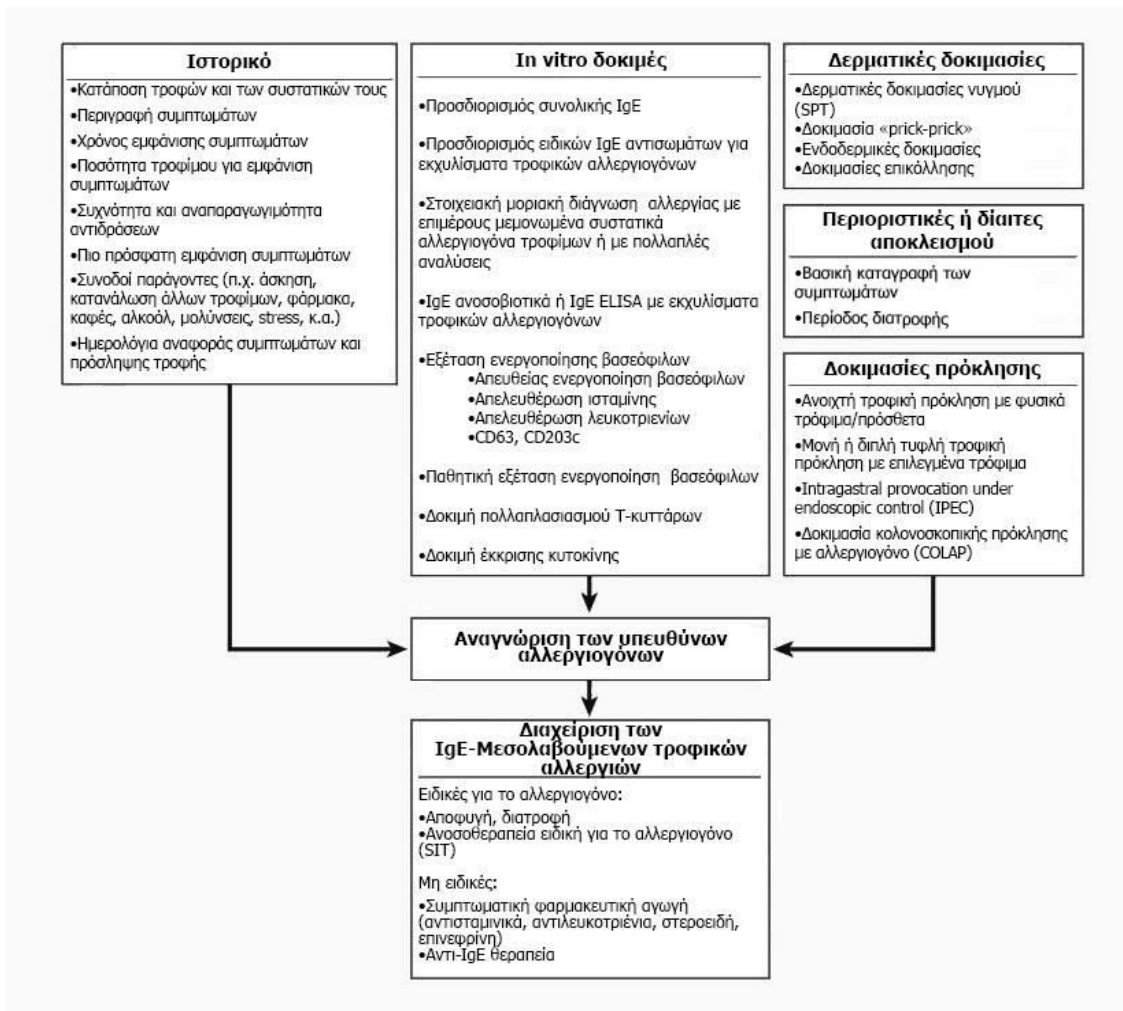 Ιστορικό
•Κατάποση τροφών και των συστατικών τους
•Περιγραφή συμπτωμάτων
•Χρόνος εμφάνισης συμπτωμάτων
•Ποσότητα τροφίμου για εμφάνιση
συμπτωμάτων
•Συχνότητα και αναπαραγωγιμότητα
αντιδράσεων
•Πιο πρόσφατη εμφάνιση συμπτωμάτων
•Συνοδοί παράγοντες (π.χ. άσκηση,
κατανάλωση άλλων τροφίμων, φάρμακα,
καφές, αλκοόλ, μολύνσεις, stress, κ.α.)
•Ημερολόγια αναφοράς συμπτωμάτων και
πρόσληψης τροφής
In vitro δοκιμές
•Προσδιορισμός συνολικής IgE
•Προσδιορισμός ειδικών IgE αντισωμάτων για
εκχυλίσματα τροφικών αλλεργιογόνων
•Στοιχειακή μοριακή διάγνωση αλλεργίας με
επιμέρους μεμονωμένα συστατικά
αλλεργιογόνα τροφίμων ή με πολλαπλές
αναλύσεις
•IgE ανοσοβιοτικά ή IgE ELISA με εκχυλίσματα
τροφικών αλλεργιογόνων
•Εξέταση ενεργοποίησης βασεόφιλων
•Απευθείας ενεργοποίηση βασεόφιλων
•Απελευθέρωση ισταμίνης
•Απελευθέρωση λευκοτριενίων
•CD63, CD203c
•Παθητική εξέταση ενεργοποίηση βασεόφιλων
•Δοκιμή πολλαπλασιασμού Τ-κυττάρων
•Δοκιμή έκκρισης κυτοκίνης
Δερματικές δοκιμασίες
•Δερματικές δοκιμασίες νυγμού
(SPT)
•Δοκιμασία «prick-prick»
•Ενδοδερμικές δοκιμασίες
•Δοκιμασίες επικόλλησης
Περιοριστικές ή δίαιτες
αποκλεισμού
•Βασική καταγραφή των
συμπτωμάτων
•Περίοδος διατροφής
Δοκιμασίες πρόκλησης
•Ανοιχτή τροφική πρόκληση με φυσικά
τρόφιμα/πρόσθετα
•Μονή ή διπλή τυφλή τροφική
πρόκληση με επιλεγμένα τρόφιμα
•Intragastral provocation under
endoscopic control (IPEC)
•Δοκιμασία κολονοσκοπικής πρόκλησης
με αλλεργιογόνο (COLAP)
Αναγνώριση των υπευθύνων
αλλεργιογόνων
Διαχείριση των
IgE-Μεσολαβούμενων τροφικών
αλλεργιών
Ειδικές για το αλλεργιογόνο:
•Αποφυγή, διατροφή
•Ανοσοθεραπεία ειδική για το αλλεργιογόνο
(SIT)
Μη ειδικές:
•Συμπτωματική φαρμακευτική αγωγή
(αντισταμινικά, αντιλευκοτριένια, στεροειδή,
επινεφρίνη)
•Αντι-IgE θεραπεία